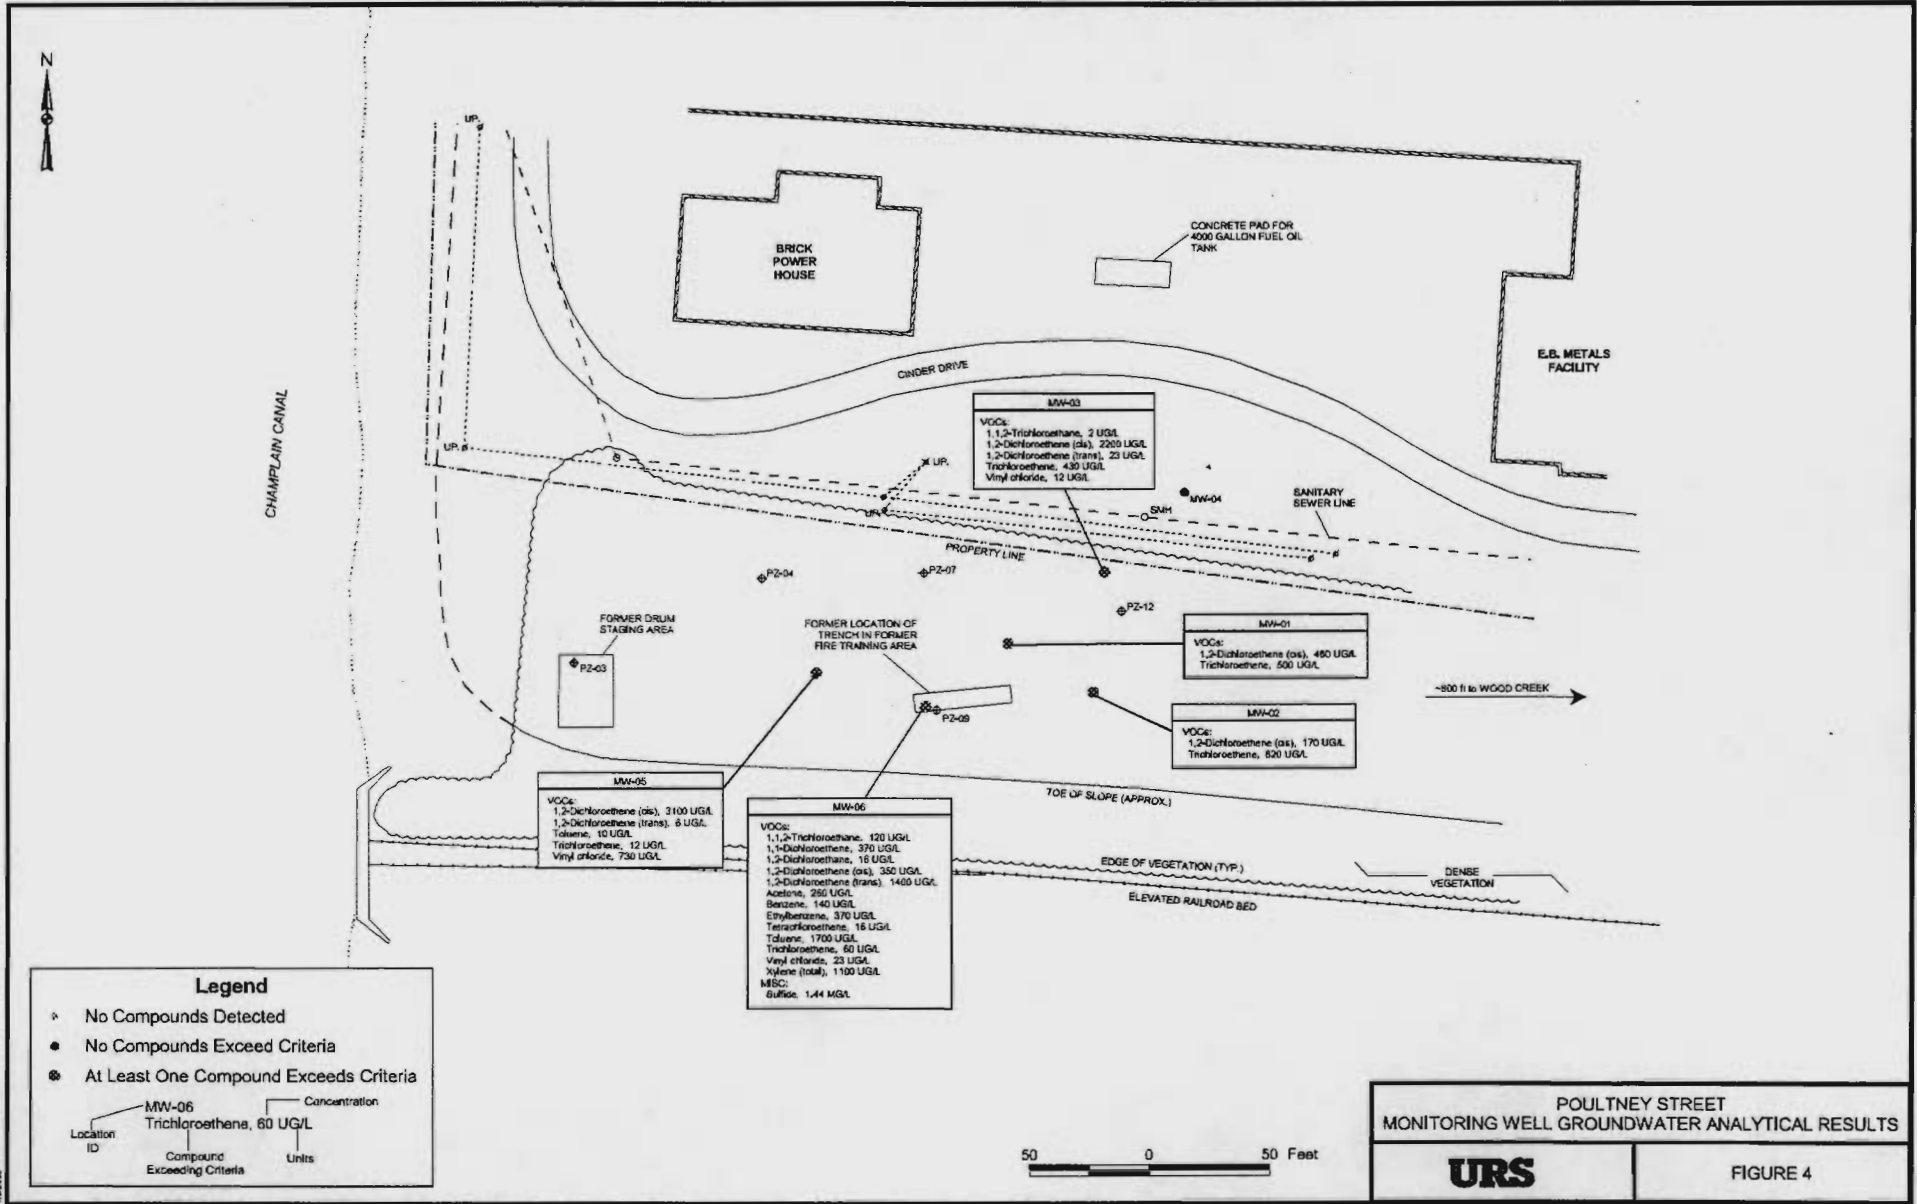 N
UP.
BRICK
POWER
HOUSE
CONCRETE PAD FOR
4000 GALLON FUEL OIL
TANK
E.B. METALS
FACILITY
CINDER DRIVE
CHAMPLAIN CANAL
UP.
UP.
UP.
MW-03
VOCs:
1,1,2-Trichloroethane, 2 UG/L
1,2-Dichloroethene (cis), 2200 UG/L
1,2-Dichloroethene (trans), 23 UG/L
Trichloroethene, 430 UG/L
Vinyl chloride, 12 UG/L
MW-04
SMH
SANITARY
SEWER LINE
PROPERTY LINE
PZ-04
PZ-07
PZ-12
FORMER DRUM
STAGING AREA
PZ-03
FORMER LOCATION OF
TRENCH IN FORMER
FIRE TRAINING AREA
PZ-09
MW-01
VOCs:
1,2-Dichloroethene (cis), UG/L
Trichloroethene, 500 UG/L
~800 ft to WOOD CREEK
MW-02
VOCs:
1,2-Dichloroethene (cis), 170 UG/L
Trichloroethene, 620 UG/L
MW-05
VOCs:
1,2-Dichloroethene (cis), 3100 UG/L
1,2-Dichloroethene (trans), 6 UG/L
Toluene, 10 UG/L
Trichloroethene, 12 UG/L
Vinyl chloride, 730 UG/L
MW-06
VOCs:
1,1,2-Trichloroethane, 120 UG/L
1,1-Dichloroethene, 370 UG/L
1,2-Dichloroethane, 16 UG/L
1,2-Dichloroethene (cis), 350 UG/L
1,2-Dichloroethene (trans), 1400 UG/L
Acetone, UG/L
Benzene, 140 UG/L
Ethylbenzene, 370 UG/L
Tetrachloroethene, 16 UG/L
Toluene, 1700 UG/L
Trichloroethene, 60 UG/L
Vinyl chloride, 23 UG/L
Xylene (total), 1100 UG/L
MISC:
Sulfide, 1.44 MG/L
TOE OF SLOPE (APPROX.)
EDGE OF VEGETATION (TYP.)
ELEVATED RAILROAD BED
DENSE
VEGETATION
Legend
No Compounds Detected
No Compounds Exceed Criteria
At Least One Compound Exceeds Criteria
MW-06
Concentration
Trichloroethene, 60 UG/L
Location
ID
Compound
Exceeding Criteria
Units
50 0 50 Feet
POULTNEY STREET
MONITORING WELL GROUNDWATER ANALYTICAL RESULTS
URS
FIGURE 4